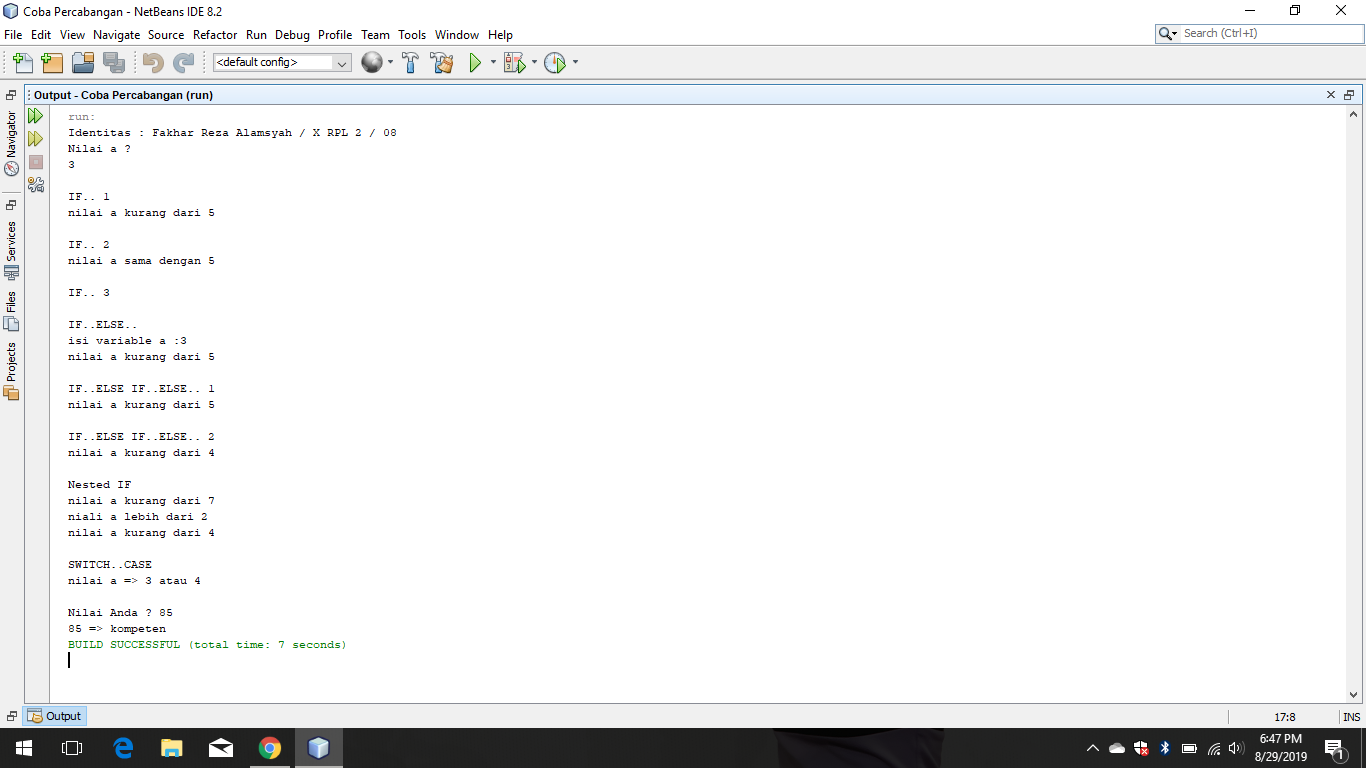 Coba Percabangan - NetBeans IDE 8.2
File Edit View Navigate Source Refactor Run Debug Profile Team Tools Window Help
Search (Ctrl+I)
<default config>
Output - Coba Percabangan (run)
Navigator
Services
Files
Projects
run:
Identitas : Fakhar Reza Alamsyah / X RPL 2 / 08
Nilai a ?
3
IF.. 1
nilai a kurang dari 5
IF.. 2
nilai a sama dengan 5
IF.. 3
IF..ELSE..
isi variable a :3
nilai a kurang dari 5
IF..ELSE IF..ELSE.. 1
nilai a kurang dari 5
IF..ELSE IF..ELSE.. 2
nilai a kurang dari 4
Nested IF
nilai a kurang dari 7
niali a lebih dari 2
nilai a kurang dari 4
SWITCH..CASE
nilai a => 3 atau 4
Nilai Anda ? 85
85 => kompeten
BUILD SUCCESSFUL (total time: 7 seconds)
Output
17:8
INS
6:47 PM
8/29/2019
1